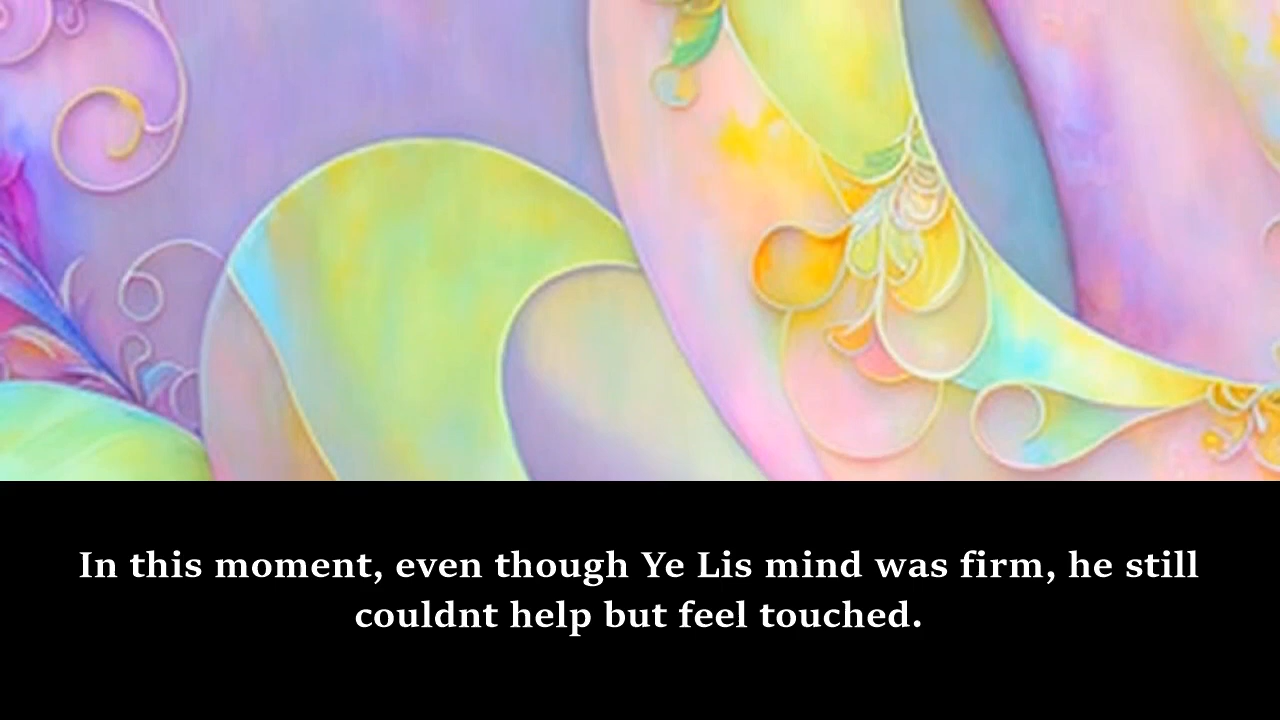 In this moment, even though Ye Lis mind was firm, he still
couldnt help but feel touched.